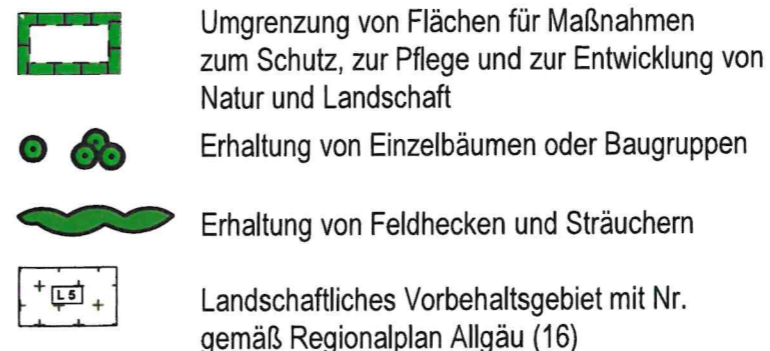 Umgrenzung von Flächen für Maßnahmen
zum Schutz, zur Pflege und zur Entwicklung von
Natur und Landschaft
Erhaltung von Einzelbäumen oder Baugruppen
Erhaltung von Feldhecken und Sträuchern
L 5
Landschaftliches Vorbehaltsgebiet mit Nr.
gemäß Regionalplan Allgäu (16)